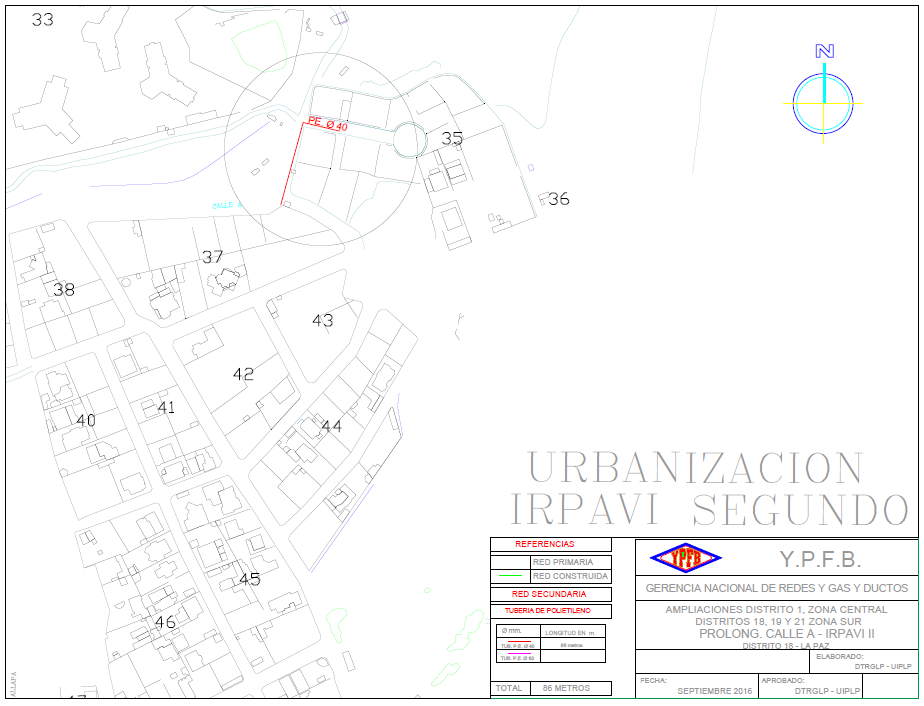 33
N
PE. Ø 40
35
36
CALLE A
37
38
43
42
41
40
44
45
46
47
URBANIZACION
IRPAVI SEGUNDO
REFERENCIAS
RED PRIMARIA
RED CONSTRUIDA
RED SECUNDARIA
TUBERIA DE POLIETILENO
Ø mm. LONGITUD EN m.
TUB. P.E. Ø 40 86 metros
TUB. P.E. Ø 63
TOTAL 86 METROS
YPFB Y.P.F.B.
GERENCIA NACIONAL DE REDES Y GAS Y DUCTOS
AMPLIACIONES DISTRITO 1, ZONA CENTRAL
DISTRITOS 18, 19 Y 21 ZONA SUR
PROLONG. CALLE A - IRPAVI II
DISTRITO 18 - LA PAZ
ELABORADO:
DTRGLP - UIPLP
FECHA:
SEPTIEMBRE 2016
APROBADO:
DTRGLP - UIPLP